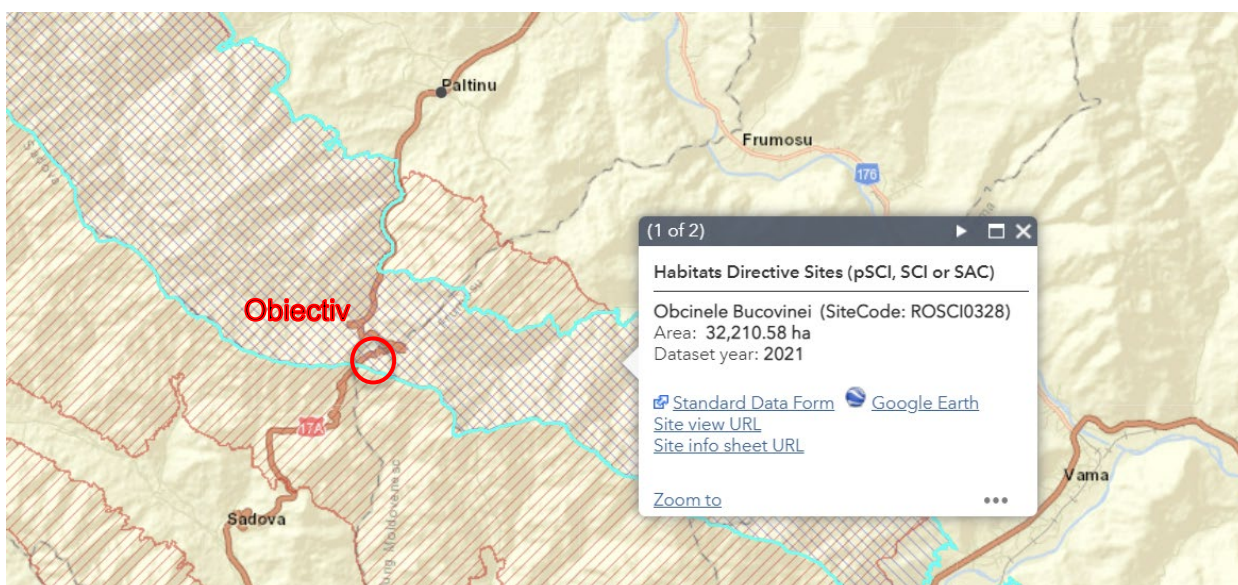 Paltinu
Frumosu
176
Sadova
(1 of 2)
Habitats Directive Sites (pSCI, SCI or SAC)
Obcinele Bucovinei (SiteCode: ROSCI0328)
Area: 32,210.58 ha
Dataset year: 2021
Obiectiv
Standard Data Form Google Earth
Site view URL
Site info sheet URL
17A
Vama
Zoom to
Sadova